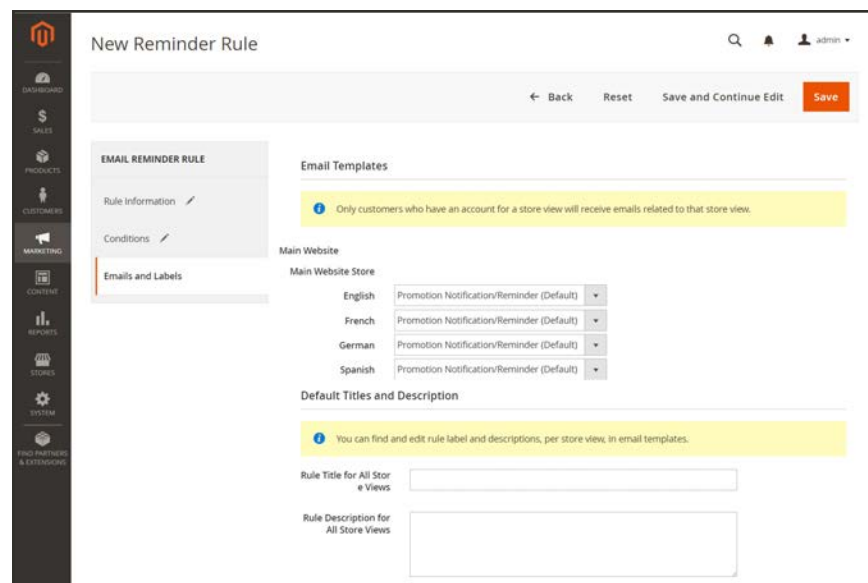 New Reminder Rule
admin
Back
Reset
Save and Continue Edit
Save
DASHBOARD
SALES
PRODUCTS
CUSTOMERS
MARKETING
CONTENT
REPORTS
STORES
SYSTEM
FIND PARTNERS
& EXTENSIONS
EMAIL REMINDER RULE
Rule Information
Conditions
Emails and Labels
Email Templates
Only customers who have an account for a store view will receive emails related to that store view.
Main Website
Main Website Store
English Promotion Notification/Reminder (Default)
French Promotion Notification/Reminder (Default)
German Promotion Notification/Reminder (Default)
Spanish Promotion Notification/Reminder (Default)
Default Titles and Description
You can find and edit rule label and descriptions, per store view, in email templates.
Rule Title for All Stor
e Views
Rule Description for
All Store Views